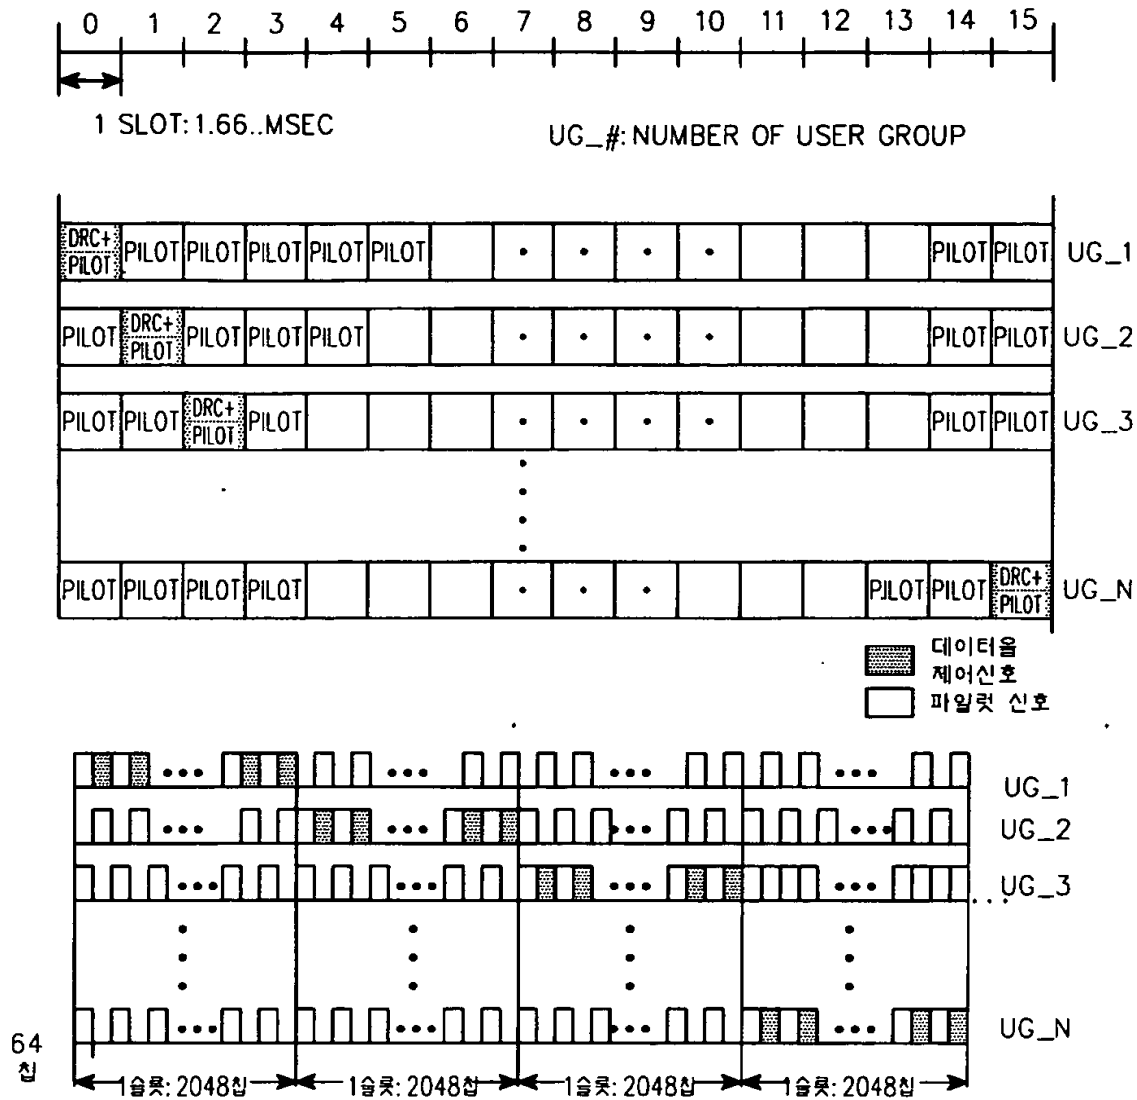 0 1 2 3 4 5 6 7 8 9 10 11 12 13 14 15
1 SLOT: 1.66..MSEC
UG_#: NUMBER OF USER GROUP
DRC+ PILOT PILOT PILOT PILOT PILOT PILOT PILOT PILOT UG_1
PILOT DRC+ PILOT PILOT PILOT PILOT PILOT PILOT UG_2
PILOT PILOT DRC+ PILOT PILOT PILOT PILOT UG_3
PILOT PILOT PILOT PILOT PILOT PILOT DRC+ PILOT UG_N
데이터율
제어신호
파일럿 신호
UG_1
UG_2
UG_3
UG_N
64
칩
1슬롯: 2048칩 1슬롯: 2048칩 1슬롯: 2048칩 1슬롯: 2048칩